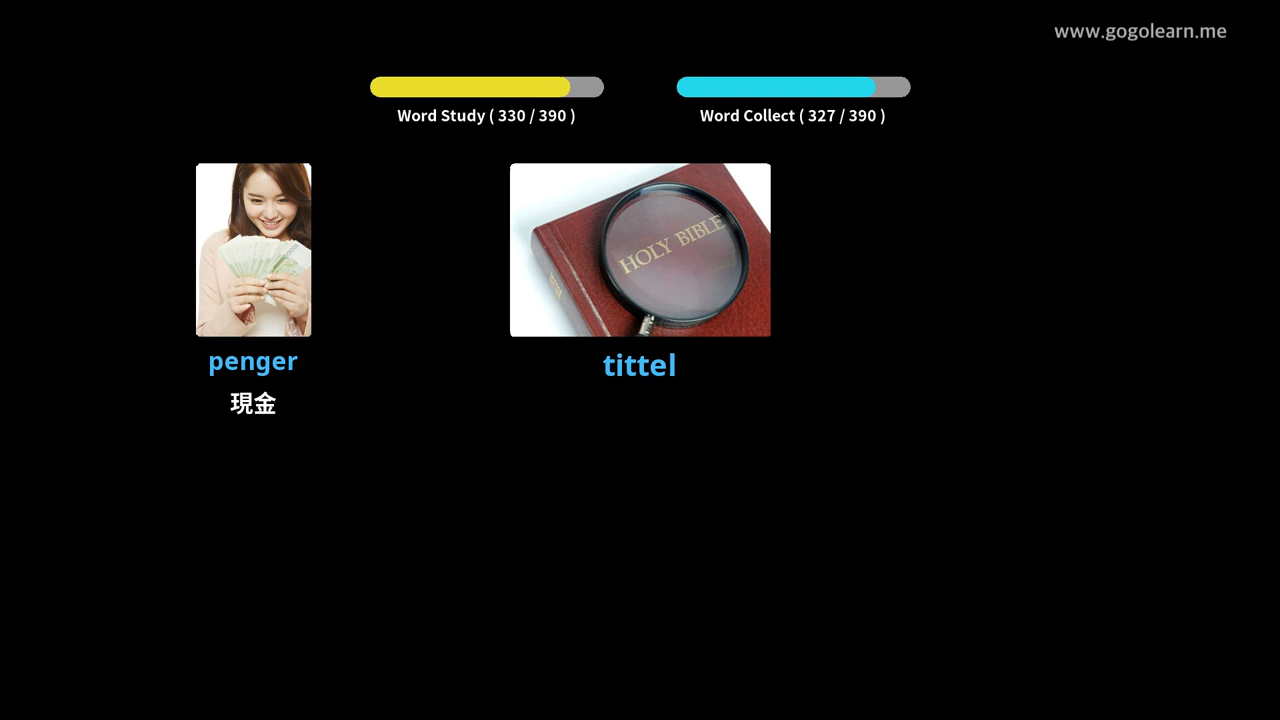 www.gogolearn.me
Word Study ( 330 / 390 )
Word Collect ( 327 / 390 )
HOLY BIBLE
penger
現金
tittel